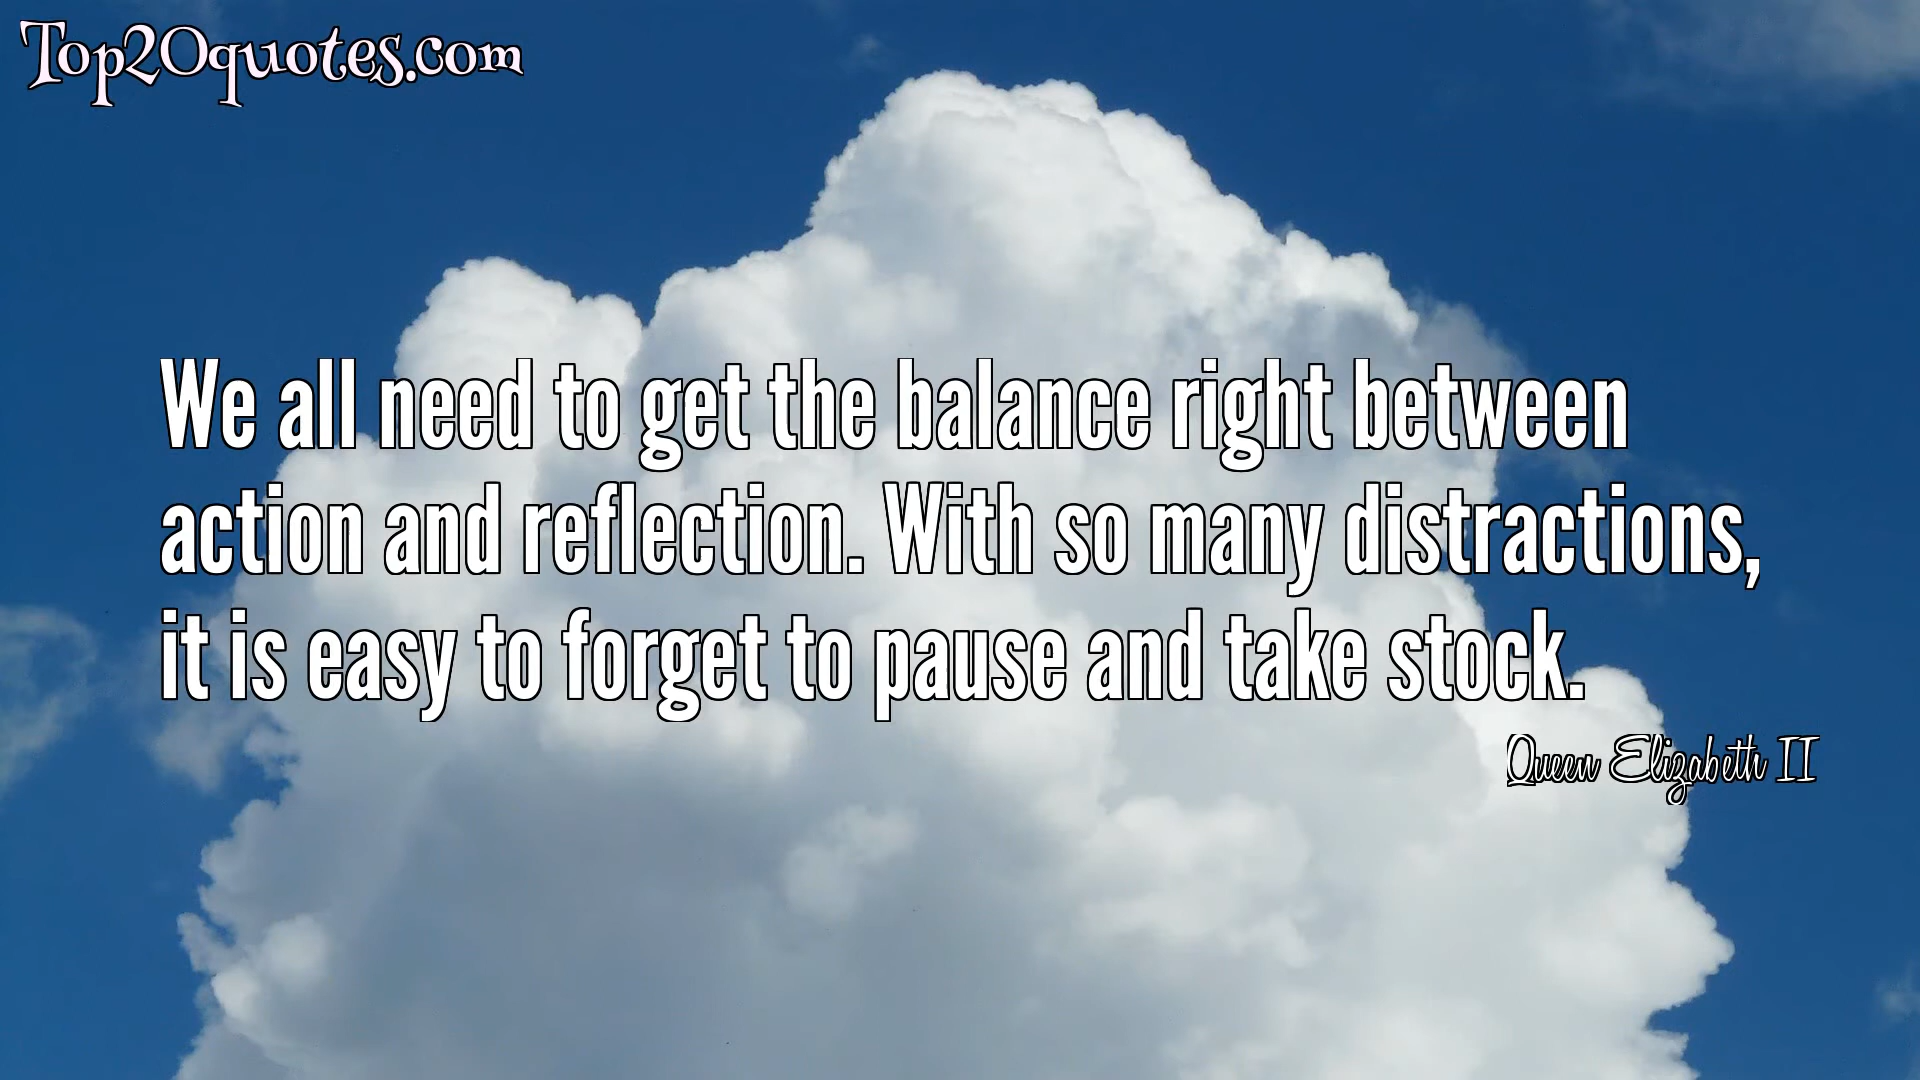 Top20quotes.com
We all need to get the balance right between
action and reflection. With so many distractions,
it is easy to forget to pause and take stock.
Queen Elizabeth II